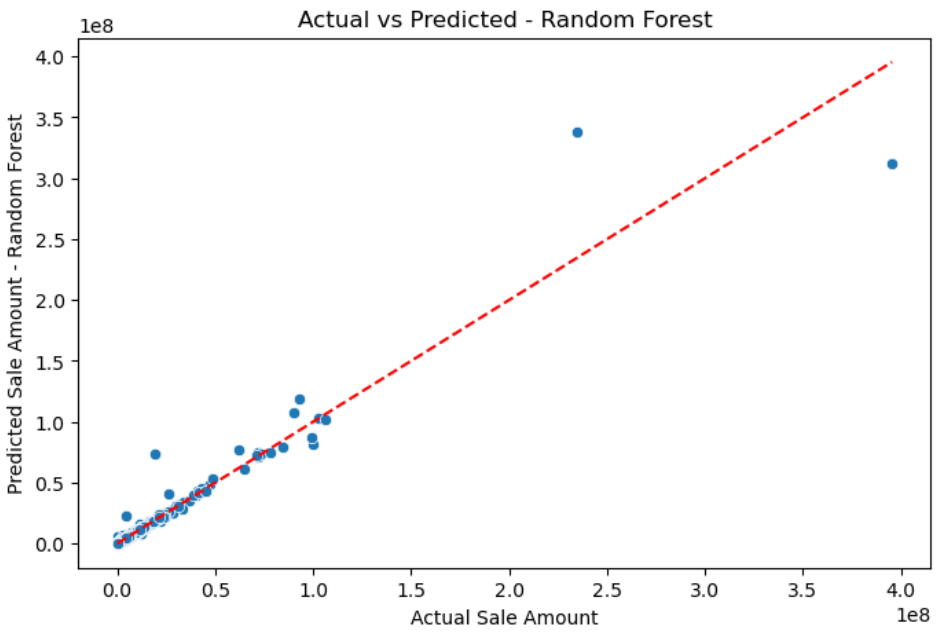 Actual vs Predicted - Random Forest
1e8
Predicted Sale Amount - Random Forest
4.0
3.5
3.0
2.5
2.0
1.5
1.0
0.5
0.0
0.0 0.5 1.0 1.5 2.0 2.5 3.0 3.5 4.0
1e8
Actual Sale Amount